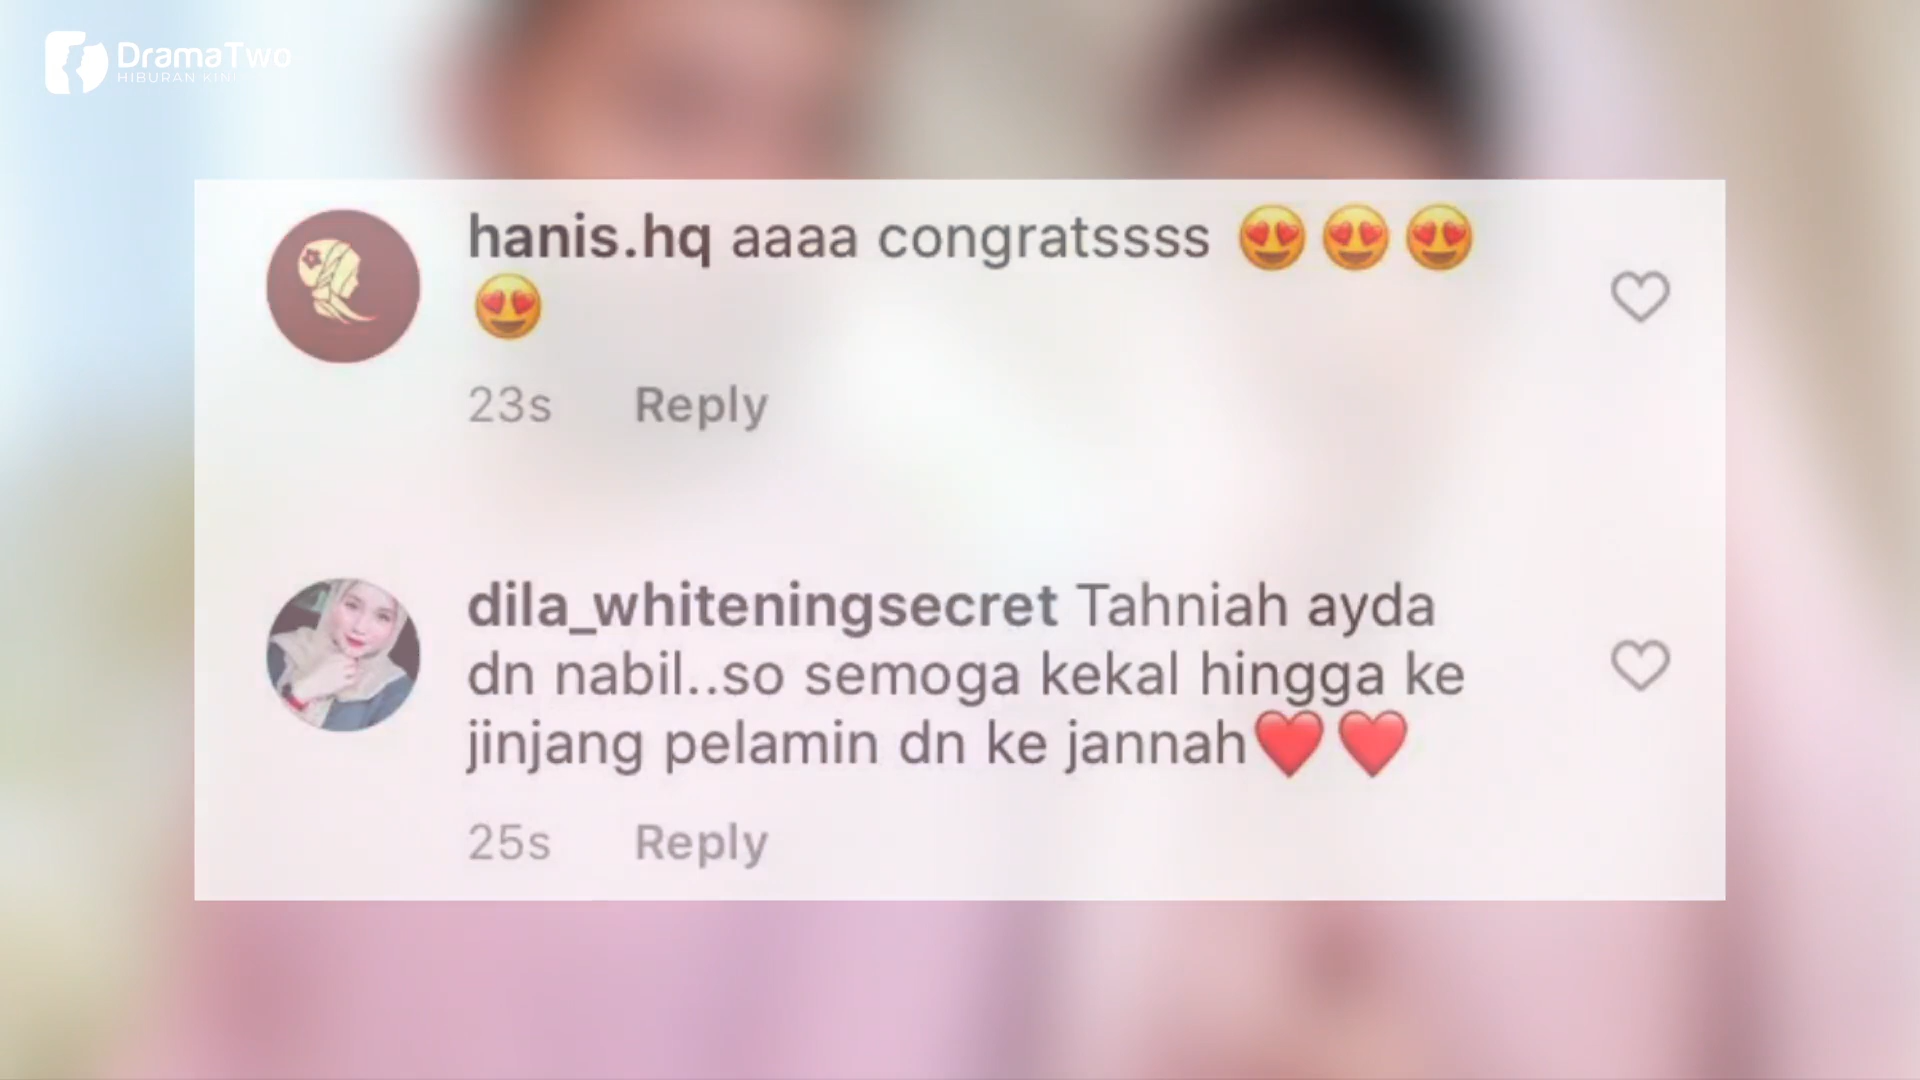 DramaTwo
HIBURAN KINI
hanis.hq aaaa congratssss 😍😍😍
😍
23s Reply
dila_whiteningsecret Tahniah ayda
dn nabil..so semoga kekal hingga ke
jinjang pelamin dn ke jannah❤️❤️
25s Reply